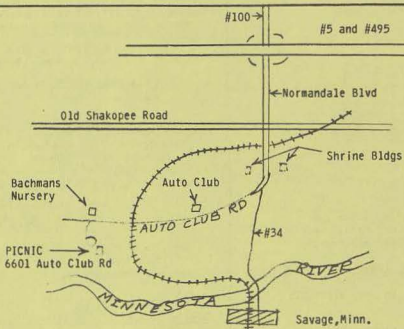 #100
#5 and #495
Normandale Blvd
Old Shakopee Road
Shrine Bldgs
Bachmans
Nursery
Auto Club
AUTO CLUB RD
#34
PICNIC
6601 Auto Club Rd
MINNESOTA RIVER
Savage,Minn.